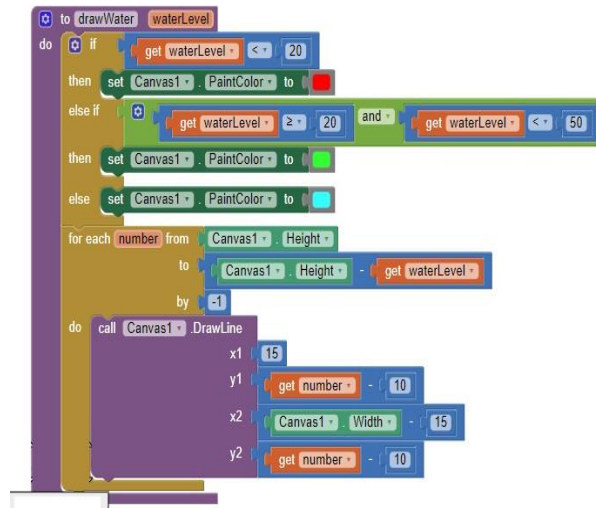 to drawWater waterLevel
do if get waterLevel < 20
then set Canvas1 . PaintColor to
else if get waterLevel ≥ 20 and get waterLevel < 50
then set Canvas1 . PaintColor to
else set Canvas1 . PaintColor to
for each number from Canvas1 . Height
to Canvas1 . Height - get waterLevel
by -1
do call Canvas1 .DrawLine
x1 15
y1 get number - 10
x2 Canvas1 . Width - 15
y2 get number - 10